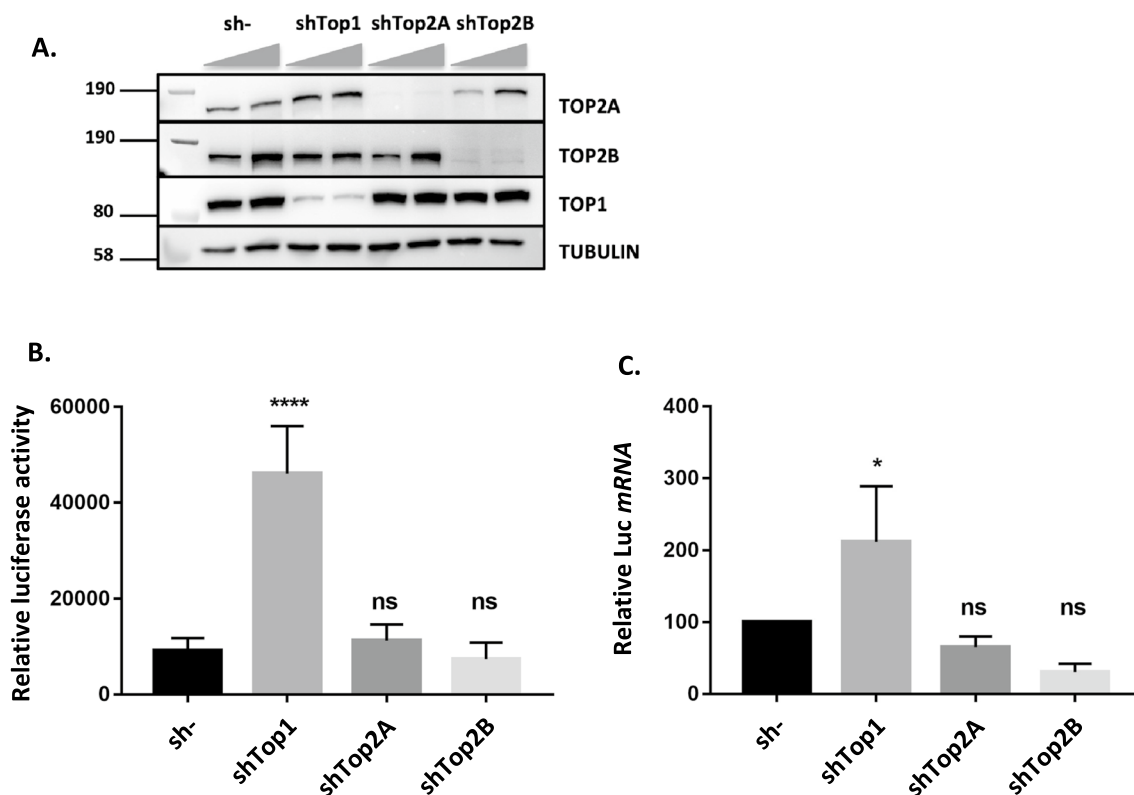 A.
sh- shTop1 shTop2A shTop2B
190 TOP2A
190 TOP2B
80 TOP1
58 TUBULIN
B.
Relative luciferase activity
60000
40000
20000
0
****
ns
ns
sh-
shTop1
shTop2A
shTop2B
C.
Relative Luc mRNA
400
300
200
100
0
*
ns
ns
sh-
shTop1
shTop2A
shTop2B